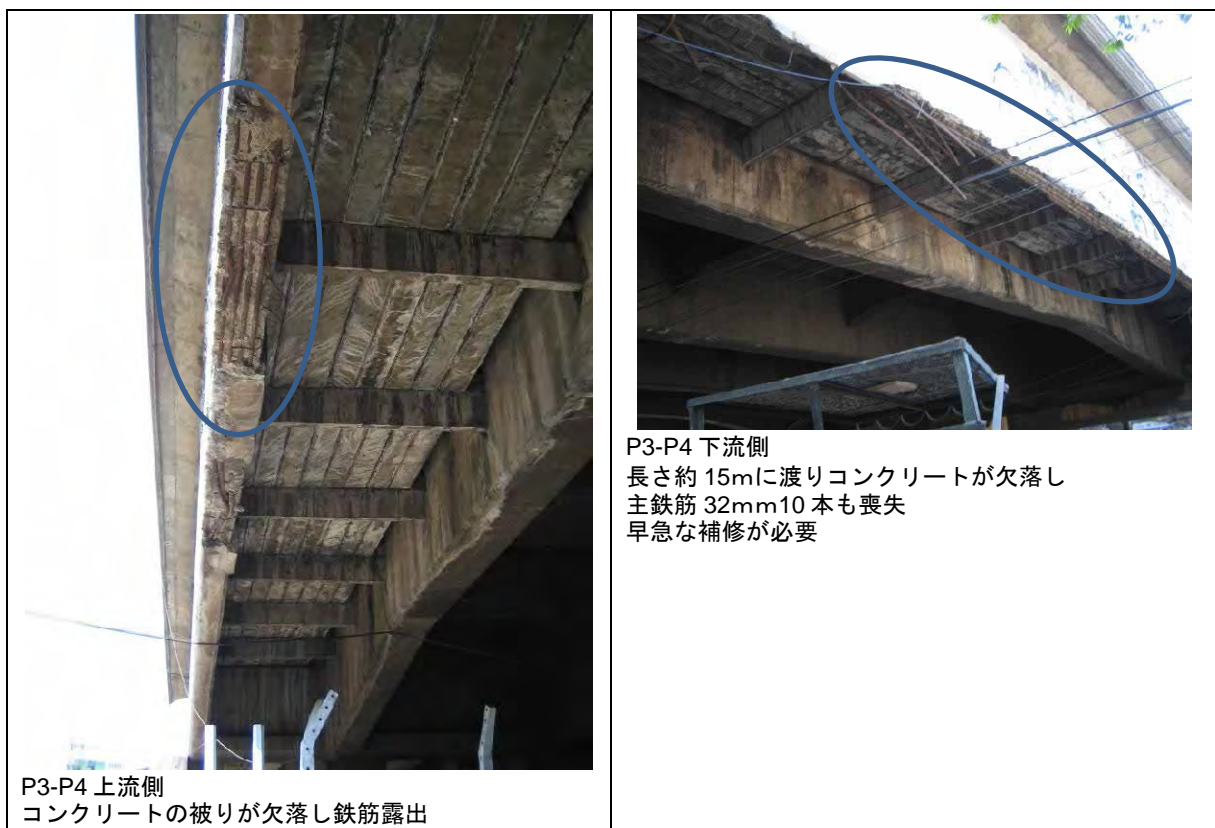 P3-P4 上流側
コンクリートの被りが欠落し鉄筋露出
P3-P4 下流側
長さ約 15mに渡りコンクリートが欠落し
主鉄筋 32mm10 本も喪失
早急な補修が必要